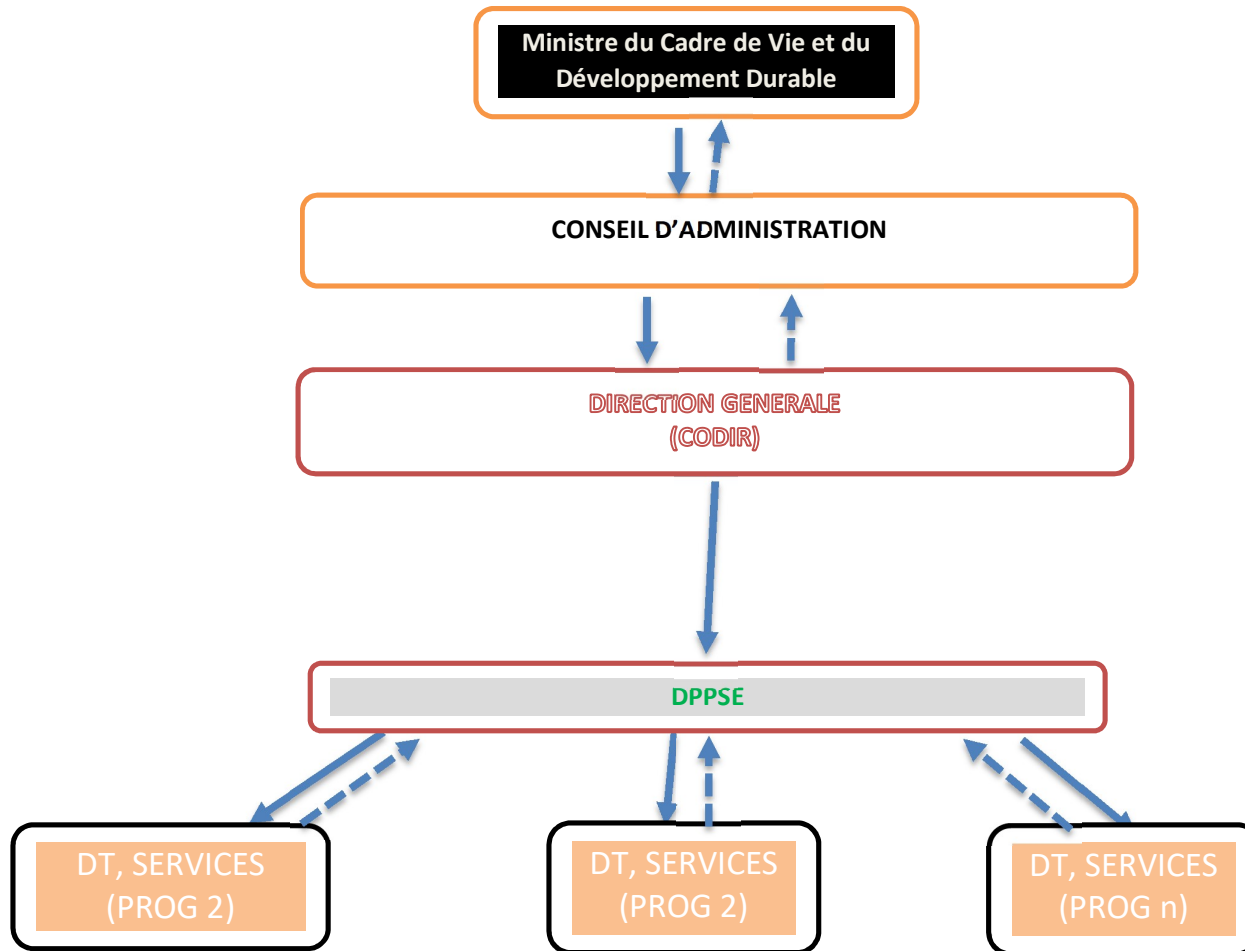 Ministre du Cadre de Vie et du
Développement Durable
CONSEIL D’ADMINISTRATION
DIRECTION GENERALE
(CODIR)
DPPSE
DT, SERVICES
(PROG 2)
DT, SERVICES
(PROG 2)
DT, SERVICES
(PROG n)